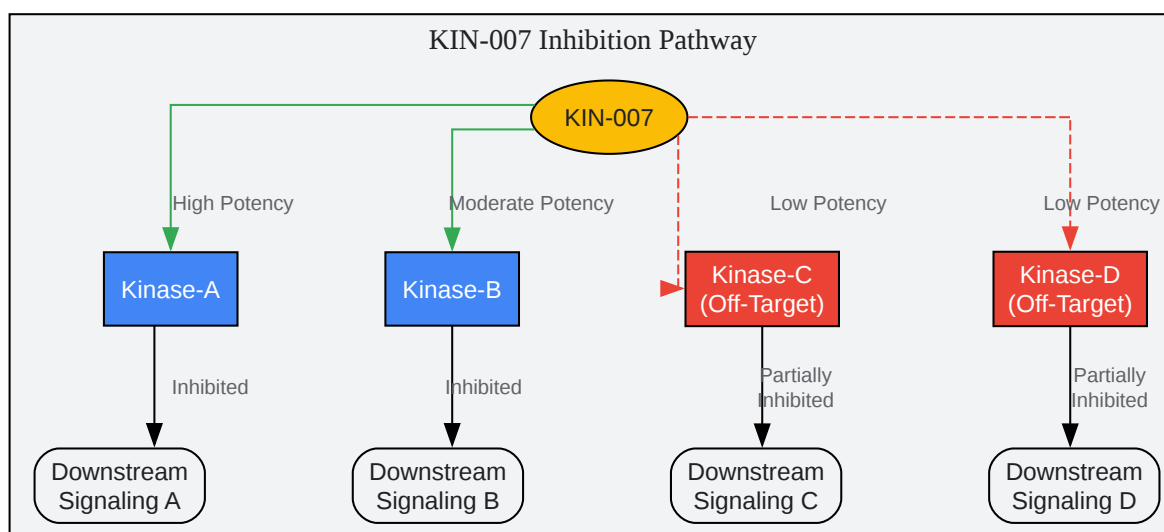 KIN-007 Inhibition Pathway
KIN-007
High Potency
Moderate Potency
Low Potency
Low Potency
Kinase-A
Kinase-B
Kinase-C
(Off-Target)
Kinase-D
(Off-Target)
Inhibited
Inhibited
Partially
Inhibited
Partially
Inhibited
Downstream
Signaling A
Downstream
Signaling B
Downstream
Signaling C
Downstream
Signaling D